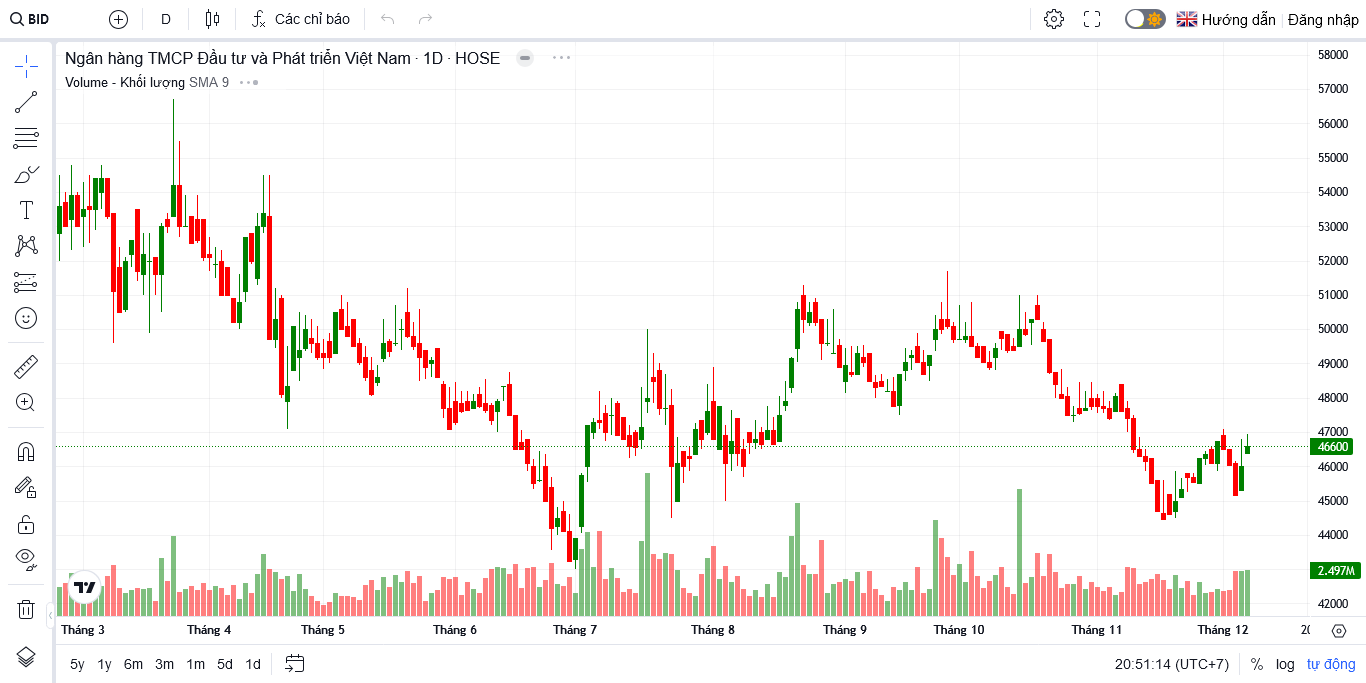 BID
D
Các chỉ báo
Hướng dẫn
Đăng nhập
Ngân hàng TMCP Đầu tư và Phát triển Việt Nam · 1D · HOSE
Volume - Khối lượng SMA 9
58000
57000
56000
55000
54000
53000
52000
51000
50000
49000
48000
47000
46600
46000
45000
44000
2.497M
42000
Tháng 3 Tháng 4 Tháng 5 Tháng 6 Tháng 7 Tháng 8 Tháng 9 Tháng 10 Tháng 11 Tháng 12 20
5y 1y 6m 3m 1m 5d 1d
20:51:14 (UTC+7) % log tự động